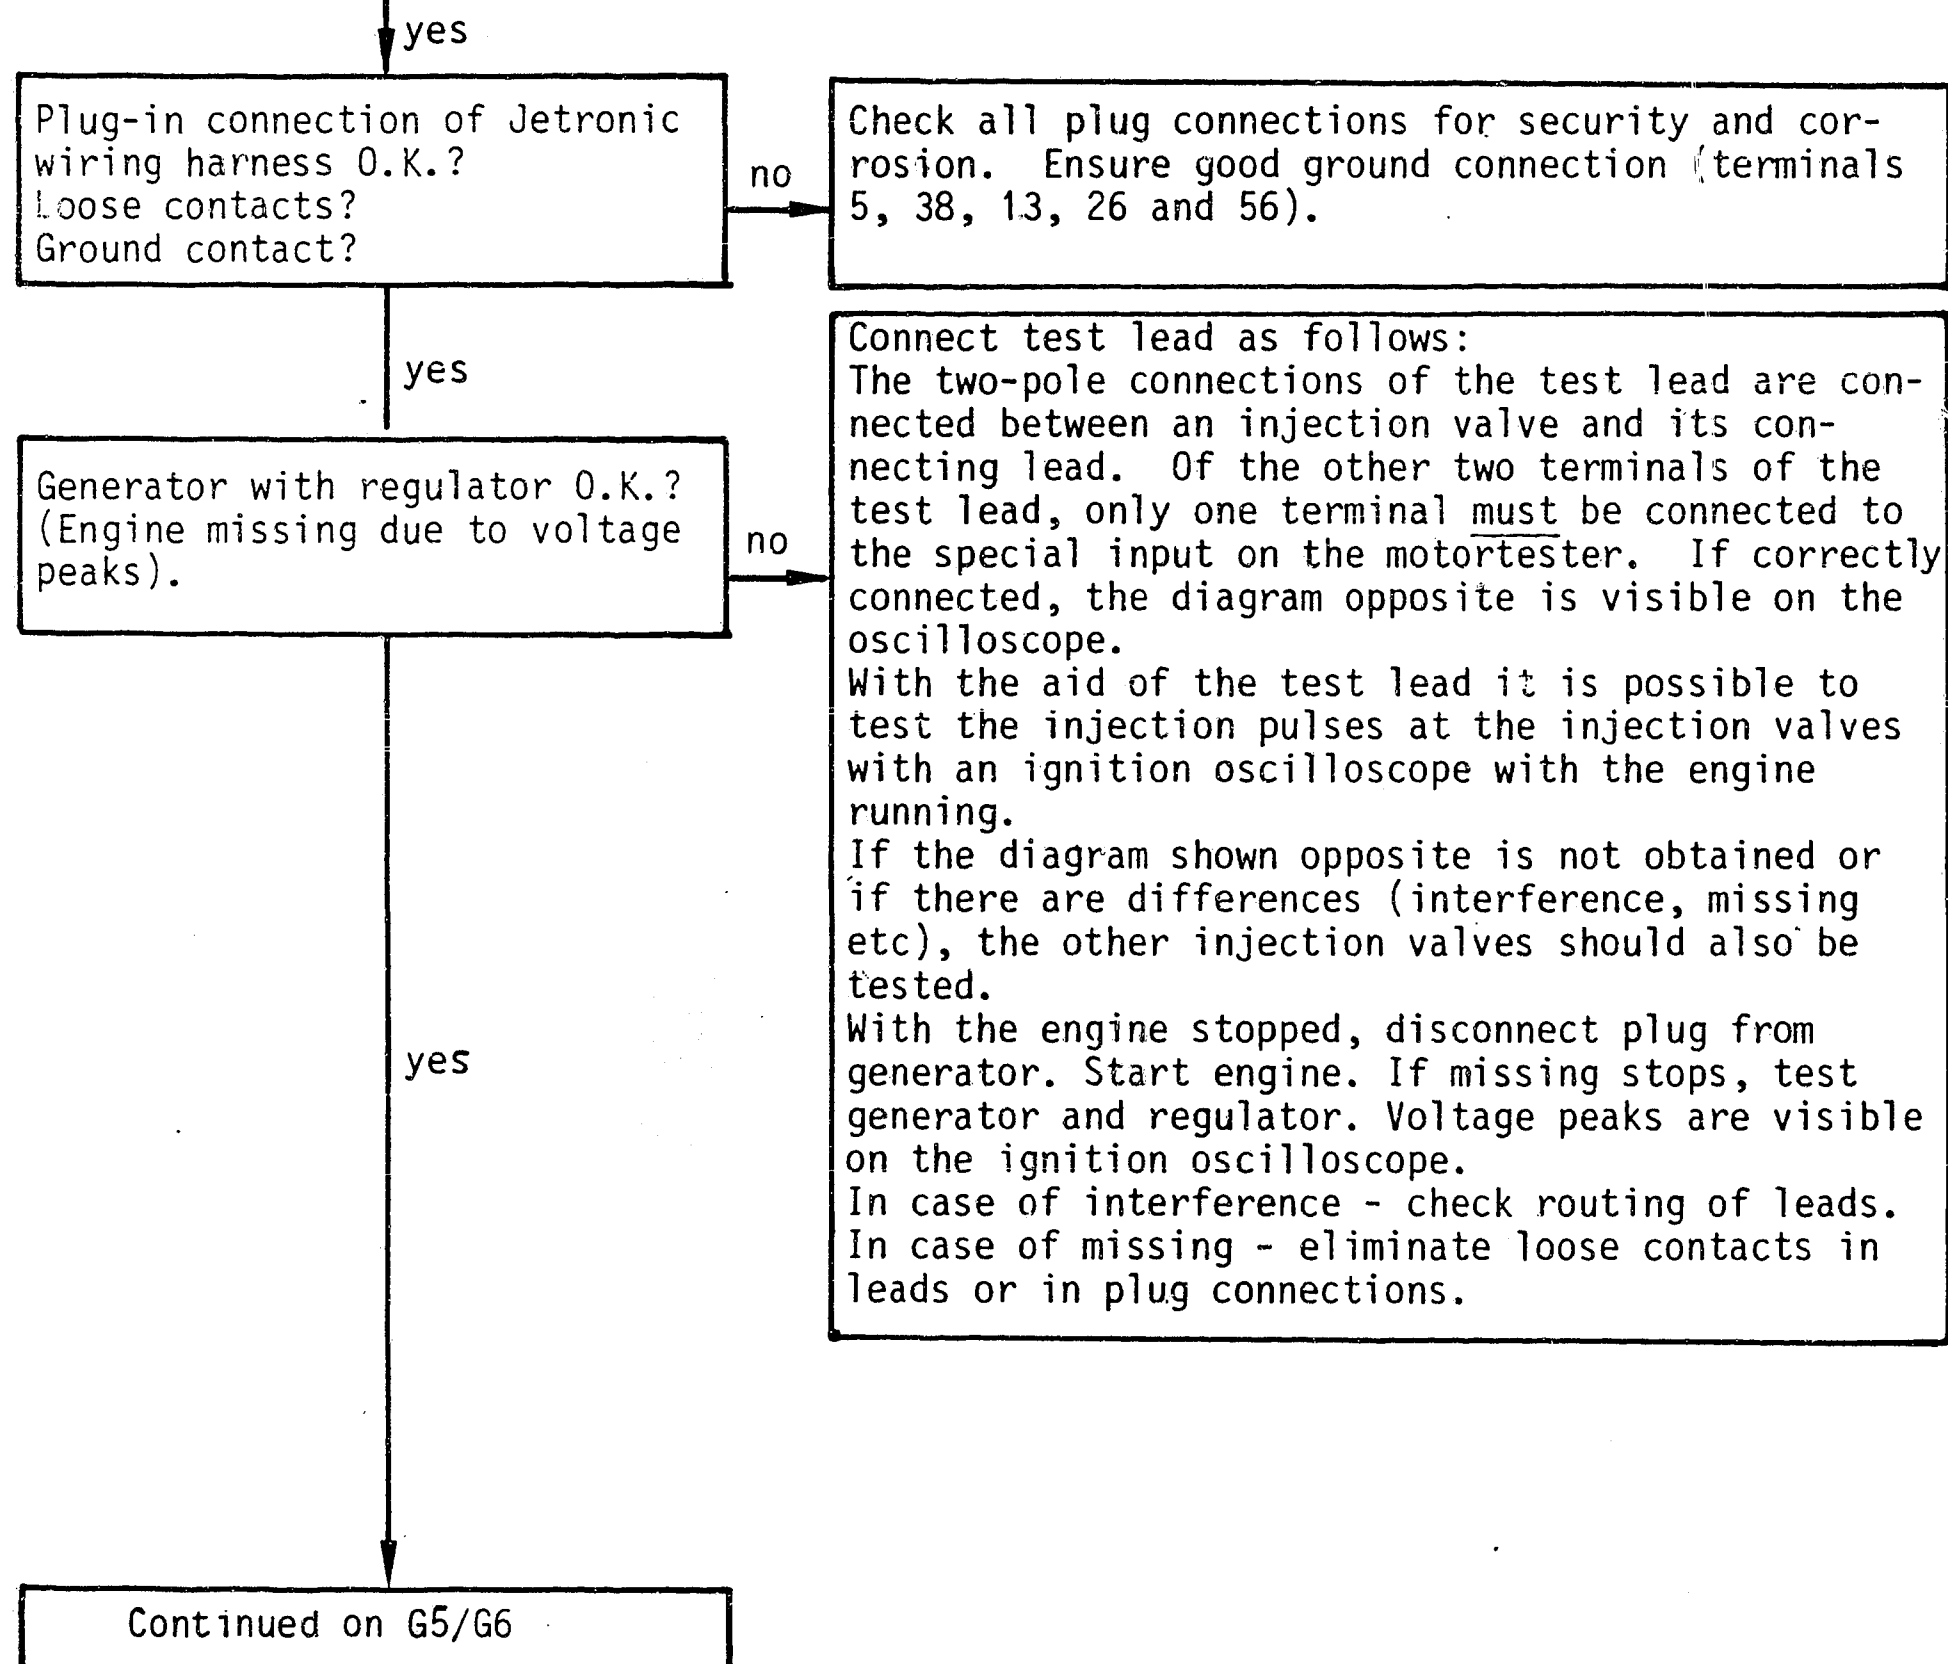 yes
Plug-in connection of Jetronic
wiring harness O.K.?
Loose contacts?
Ground contact?
no
Check all plug connections for security and cor-
rosion.  Ensure good ground connection (terminals
5, 38, 13, 26 and 56).
yes
Generator with regulator O.K.?
(Engine missing due to voltage
peaks).
no
Connect test lead as follows:
The two-pole connections of the test lead are con-
nected between an injection valve and its con-
necting lead.  Of the other two terminals of the
test lead, only one terminal must be connected to
the special input on the motortester.  If correctly
connected, the diagram opposite is visible on the
oscilloscope.
With the aid of the test lead it is possible to
test the injection pulses at the injection valves
with an ignition oscilloscope with the engine
running.
If the diagram shown opposite is not obtained or
if there are differences (interference, missing
etc), the other injection valves should also be
tested.
With the engine stopped, disconnect plug from
generator. Start engine. If missing stops, test
generator and regulator. Voltage peaks are visible
on the ignition oscilloscope.
In case of interference - check routing of leads.
In case of missing - eliminate loose contacts in
leads or in plug connections.
yes
Continued on G5/G6